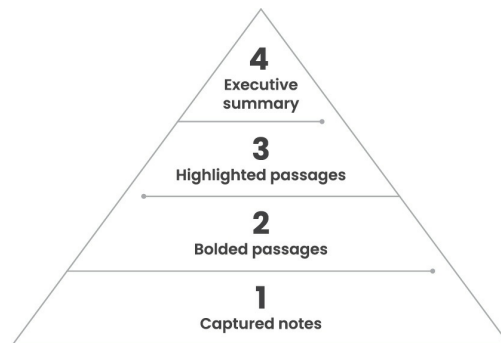 4
Executive
summary
3
Highlighted passages
2
Bolded passages
1
Captured notes